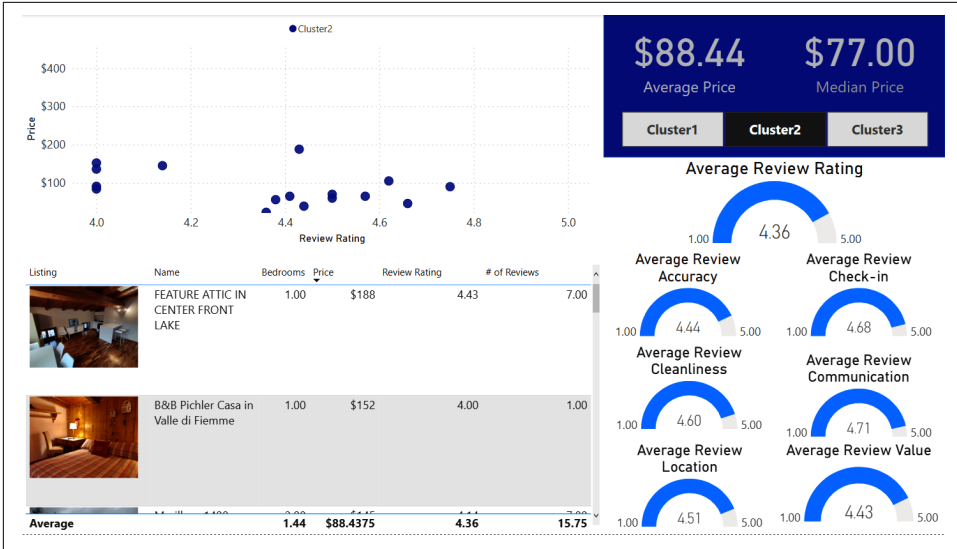 Cluster2
$400
$300
$200
$100
Price
4.0 4.2 4.4 4.6 4.8 5.0
Review Rating
$88.44 $77.00
Average Price Median Price
Cluster1 Cluster2 Cluster3
Average Review Rating
1.00 4.36 5.00
Average Review Accuracy
1.00 4.44 5.00
Average Review Check-in
1.00 4.68 5.00
Average Review Cleanliness
1.00 4.60 5.00
Average Review Communication
1.00 4.71 5.00
Average Review Location
1.00 4.51 5.00
Average Review Value
1.00 4.43 5.00
Listing Name Bedrooms Price Review Rating # of Reviews
FEATURE ATTIC IN 1.00 $188 4.43 7.00
CENTER FRONT
LAKE
B&B Pichler Casa in 1.00 $152 4.00 1.00
Valle di Fiemme
Average 1.44 $88.4375 4.36 15.75